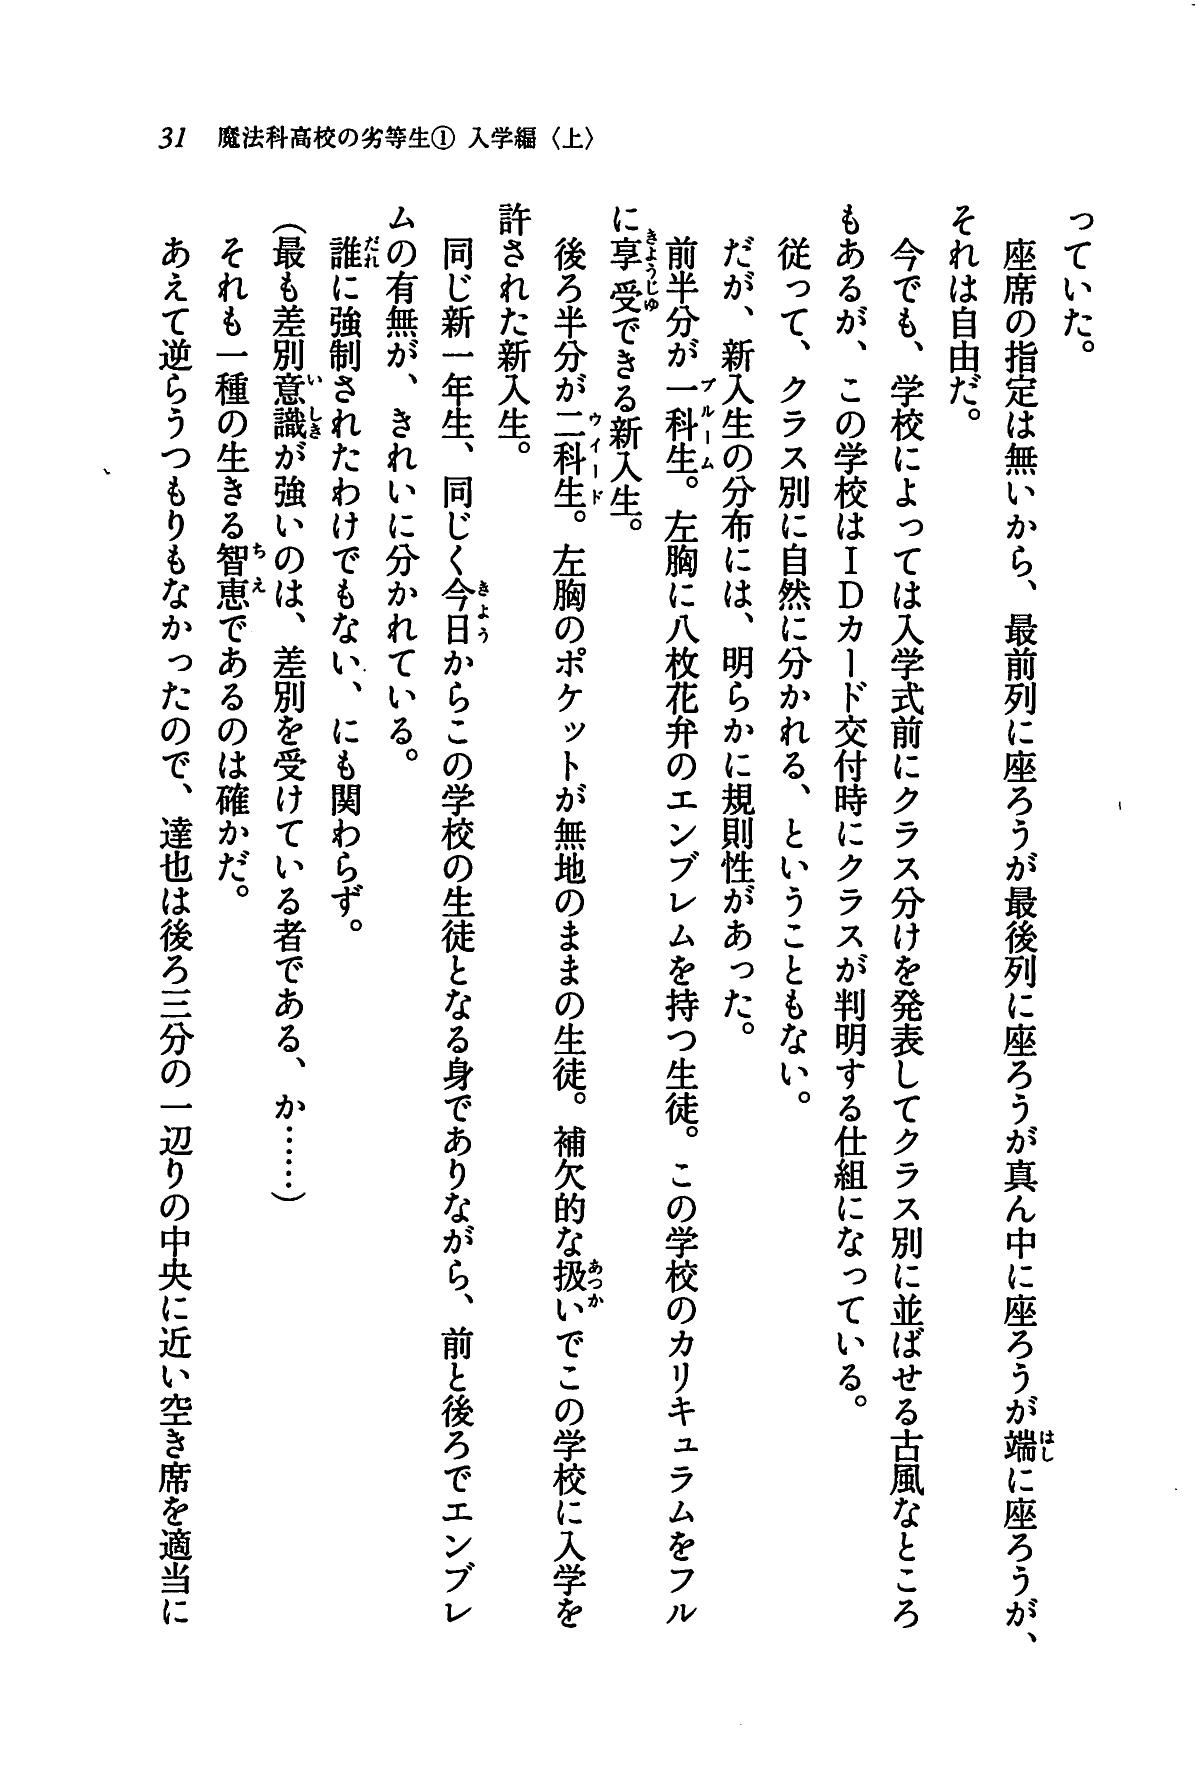 31 魔法科高校の劣等生① 入学編〈上〉
っていた。
座席の指定は無いから、最前列に座ろうが最後列に座ろうが真ん中に座ろうが端に座ろうが、
それは自由だ。
今でも、学校によっては入学式前にクラス分けを発表してクラス別に並ばせる古風なところ
もあるが、この学校はＩＤカード交付時にクラスが判明する仕組になっている。
従って、クラス別に自然に分かれる、ということもない。
だが、新入生の分布には、明らかに規則性があった。
前半分が一科生。左胸に八枚花弁のエンブレムを持つ生徒。この学校のカリキュラムをフル
に享受できる新入生。
後ろ半分が二科生。左胸のポケットが無地のままの生徒。補欠的な扱いでこの学校に入学を
許された新入生。
同じ新一年生、同じく今日からこの学校の生徒となる身でありながら、前と後ろでエンブレ
ムの有無が、きれいに分かれている。
誰に強制されたわけでもない、にも関わらず。
（最も差別意識が強いのは、差別を受けている者である、か……）
それも一種の生きる智恵であるのは確かだ。
あえて逆らうつもりもなかったので、達也は後ろ三分の一辺りの中央に近い空き席を適当に